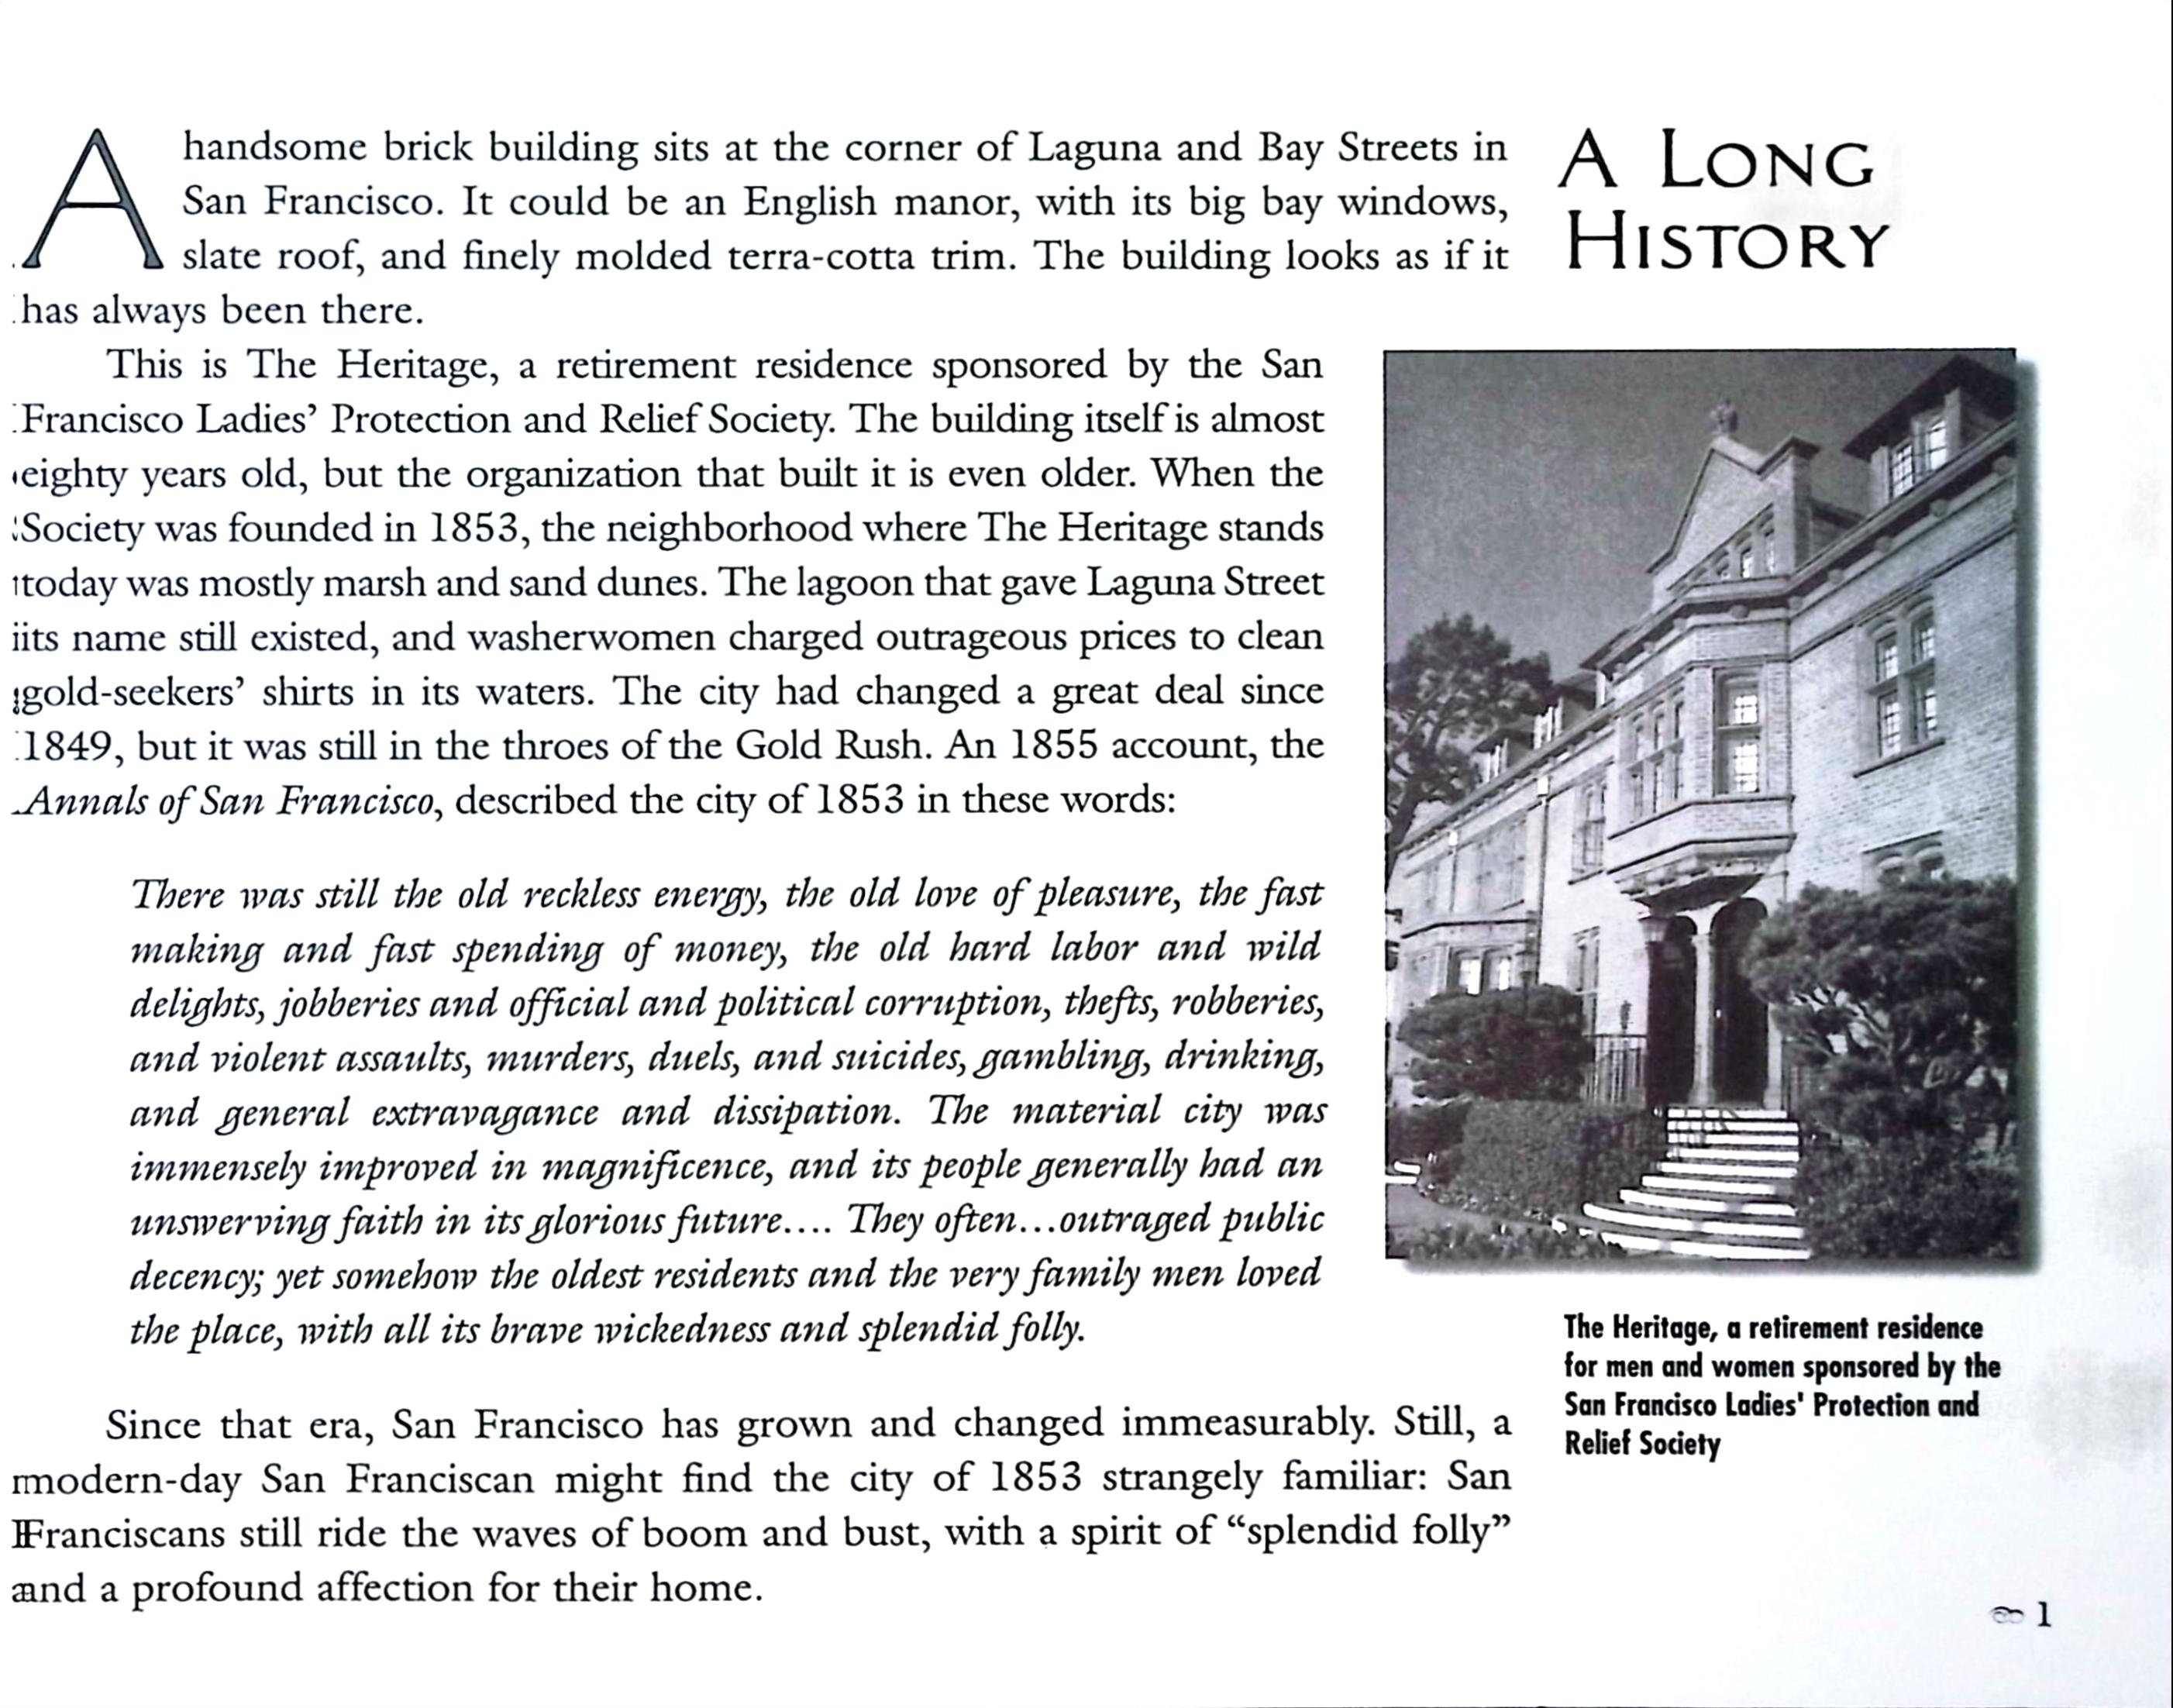 A LONG
HISTORY
A handsome brick building sits at the corner of Laguna and Bay Streets in
San Francisco. It could be an English manor, with its big bay windows,
slate roof, and finely molded terra-cotta trim. The building looks as if it
has always been there.
This is The Heritage, a retirement residence sponsored by the San
Francisco Ladies’ Protection and Relief Society. The building itself is almost
eighty years old, but the organization that built it is even older. When the
Society was founded in 1853, the neighborhood where The Heritage stands
today was mostly marsh and sand dunes. The lagoon that gave Laguna Street
its name still existed, and washerwomen charged outrageous prices to clean
gold-seekers’ shirts in its waters. The city had changed a great deal since
1849, but it was still in the throes of the Gold Rush. An 1855 account, the
Annals of San Francisco, described the city of 1853 in these words:
There was still the old reckless energy, the old love of pleasure, the fast
making and fast spending of money, the old hard labor and wild
delights, jobberies and official and political corruption, thefts, robberies,
and violent assaults, murders, duels, and suicides, gambling, drinking,
and general extravagance and dissipation. The material city was
immensely improved in magnificence, and its people generally had an
unswerving faith in its glorious future.... They often...outraged public
decency; yet somehow the oldest residents and the very family men loved
the place, with all its brave wickedness and splendid folly.
Since that era, San Francisco has grown and changed immeasurably. Still, a
modern-day San Franciscan might find the city of 1853 strangely familiar: San
Franciscans still ride the waves of boom and bust, with a spirit of “splendid folly”
and a profound affection for their home.
The Heritage, a retirement residence
for men and women sponsored by the
San Francisco Ladies' Protection and
Relief Society
1